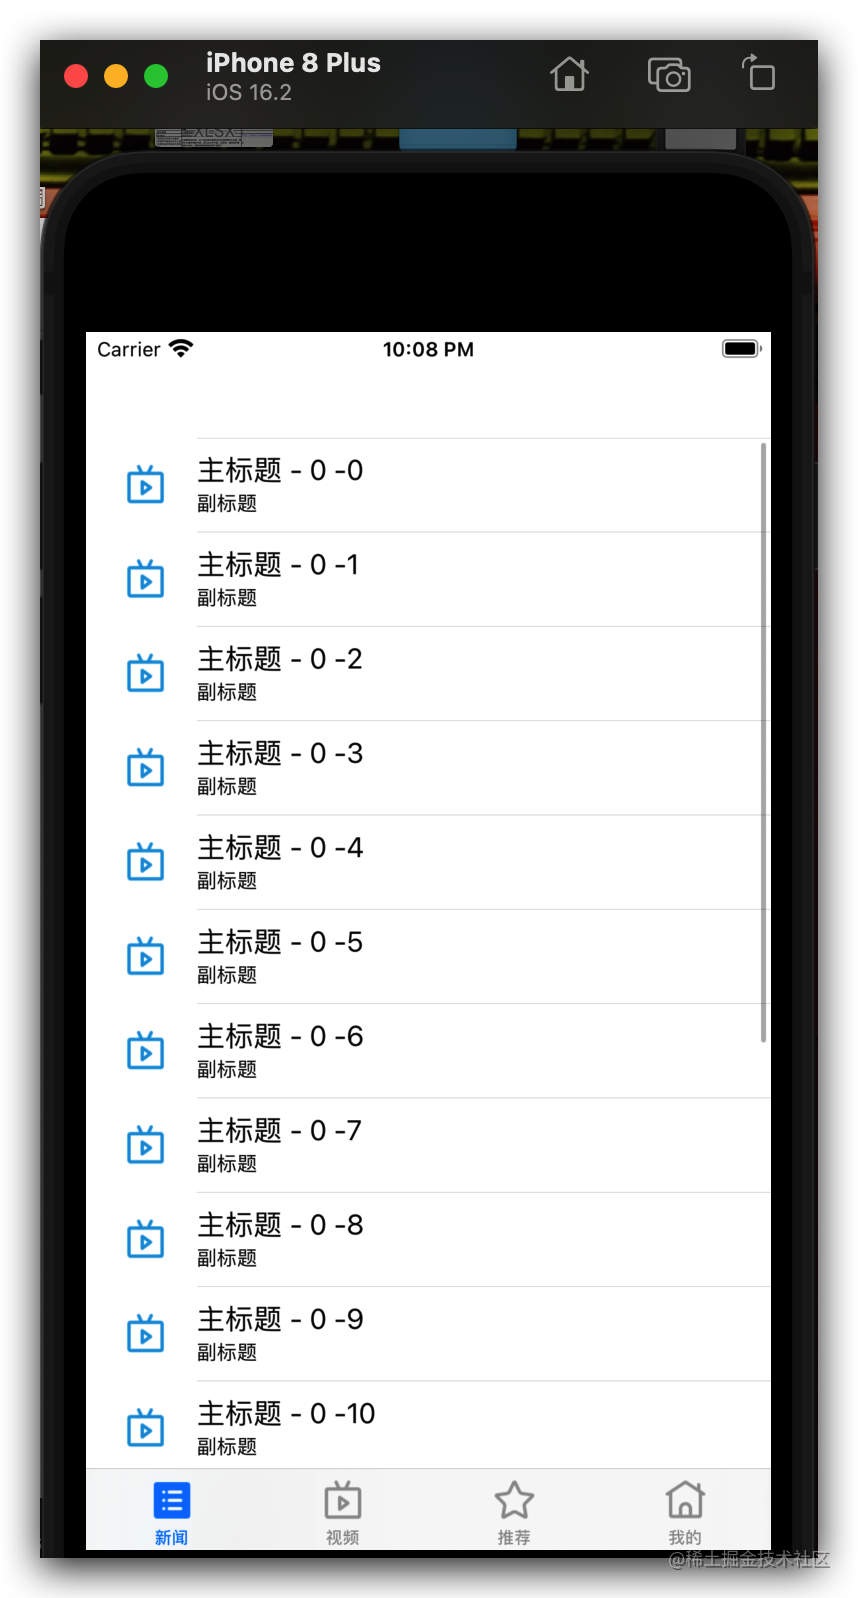 iPhone 8 Plus
iOS 16.2
XLSX
Carrier 10:08 PM
主标题 - 0 -0
副标题
主标题 - 0 -1
副标题
主标题 - 0 -2
副标题
主标题 - 0 -3
副标题
主标题 - 0 -4
副标题
主标题 - 0 -5
副标题
主标题 - 0 -6
副标题
主标题 - 0 -7
副标题
主标题 - 0 -8
副标题
主标题 - 0 -9
副标题
主标题 - 0 -10
副标题
新闻 视频 推荐 我的
@稀土掘金技术社区